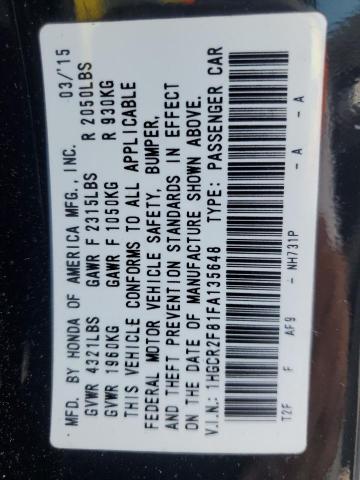 MFD. BY HONDA OF AMERICA MFG., INC. 03/'15
GVWR 4321LBS GAWR F 2315LBS R 2050LBS
GVWR 1960KG GAWR F 1050KG R 930KG
THIS VEHICLE CONFORMS TO ALL APPLICABLE
FEDERAL MOTOR VEHICLE SAFETY, BUMPER,
AND THEFT PREVENTION STANDARDS IN EFFECT
ON THE DATE OF MANUFACTURE SHOWN ABOVE.
V.I.N.: 1HGCR2F81FA135648 TYPE: PASSENGER CAR
T2F F AF9 - NH731P - A - A